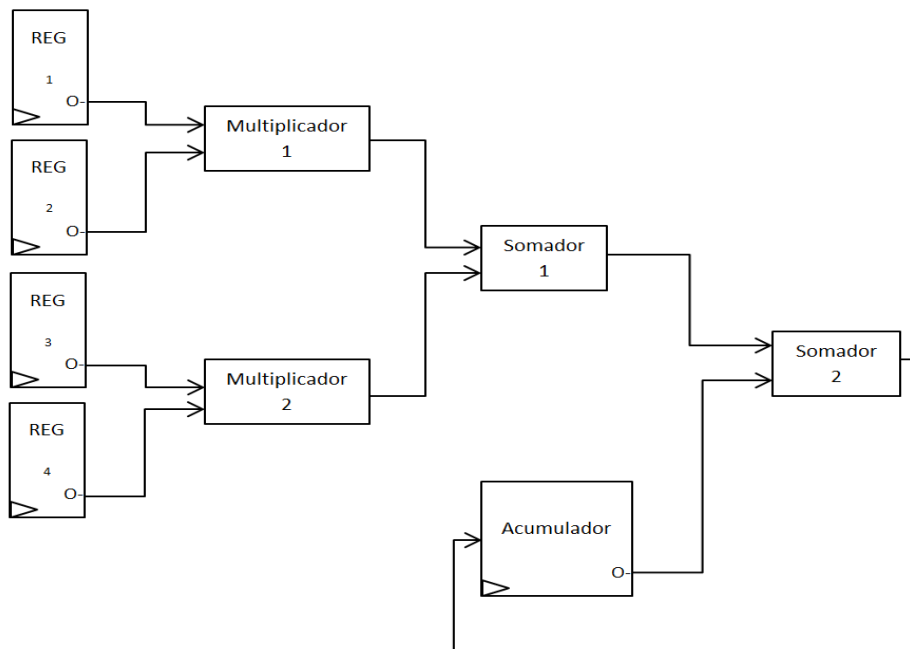 REG
1
O-
REG
2
O-
REG
3
O-
REG
4
O-
Multiplicador
1
Multiplicador
2
Somador
1
Somador
2
Acumulador
O-